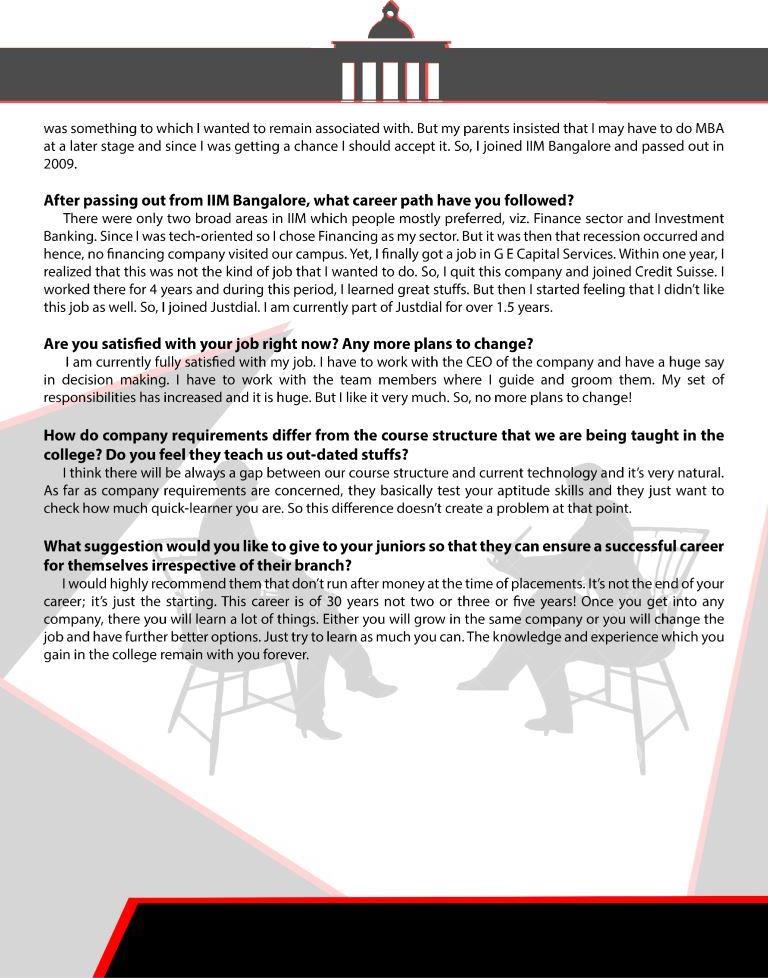 was something to which I wanted to remain associated with. But my parents insisted that I may have to do MBA
at a later stage and since I was getting a chance I should accept it. So, I joined IIM Bangalore and passed out in
2009.
After passing out from IIM Bangalore, what career path have you followed?
There were only two broad areas in IIM which people mostly preferred, viz. Finance sector and Investment
Banking. Since I was tech-oriented so I chose Financing as my sector. But it was then that recession occurred and
hence, no financing company visited our campus. Yet, I finally got a job in G E Capital Services. Within one year, I
realized that this was not the kind of job that I wanted to do. So, I quit this company and joined Credit Suisse. I
worked there for 4 years and during this period, I learned great stuffs. But then I started feeling that I didn't like
this job as well. So, I joined Justdial. I am currently part of Justdial for over 1.5 years.
Are you satisfied with your job right now? Any more plans to change?
I am currently fully satisfied with my job. I have to work with the CEO of the company and have a huge say
in decision making. I have to work with the team members where I guide and groom them. My set of
responsibilities has increased and it is huge. But I like it very much. So, no more plans to change!
How do company requirements differ from the course structure that we are being taught in the
college? Do you feel they teach us out-dated stuffs?
I think there will be always a gap between our course structure and current technology and it's very natural.
As far as company requirements are concerned, they basically test your aptitude skills and they just want to
check how much quick-learner you are. So this difference doesn't create a problem at that point.
What suggestion would you like to give to your juniors so that they can ensure a successful career
for themselves irrespective of their branch?
I would highly recommend them that don't run after money at the time of placements. It's not the end of your
career; it's just the starting. This career is of 30 years not two or three or five years! Once you get into any
company, there you will learn a lot of things. Either you will grow in the same company or you will change the
job and have further better options. Just try to learn as much you can. The knowledge and experience which you
gain in the college remain with you forever.